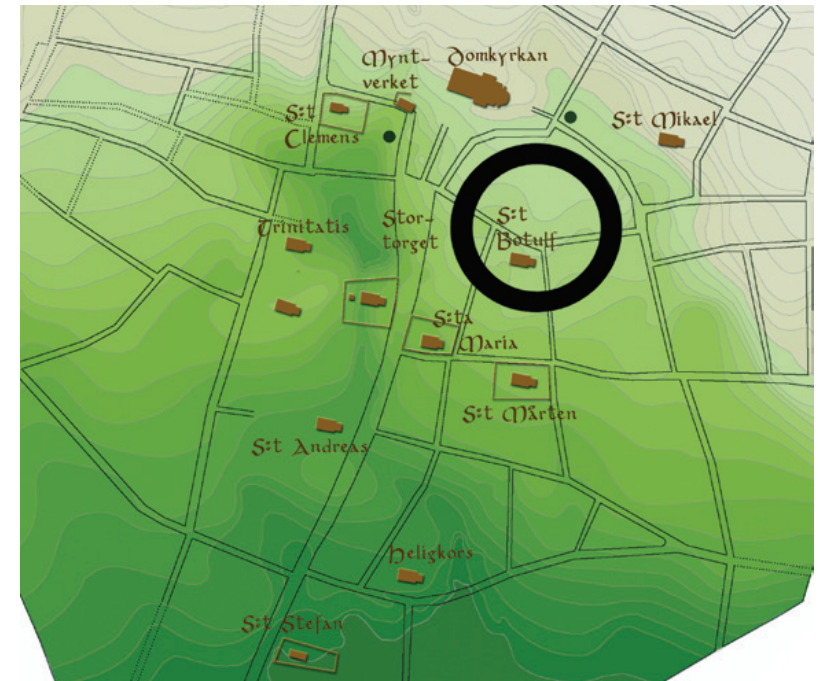 Mynt-
verket
Domkyrkan
S:t
Clemens
S:t Mikael
Trinitatis
Stor-
torget
S:t
Botulf
S:ta
Maria
S:t Mårten
S:t Andreas
Heligkors
S:t Stefan